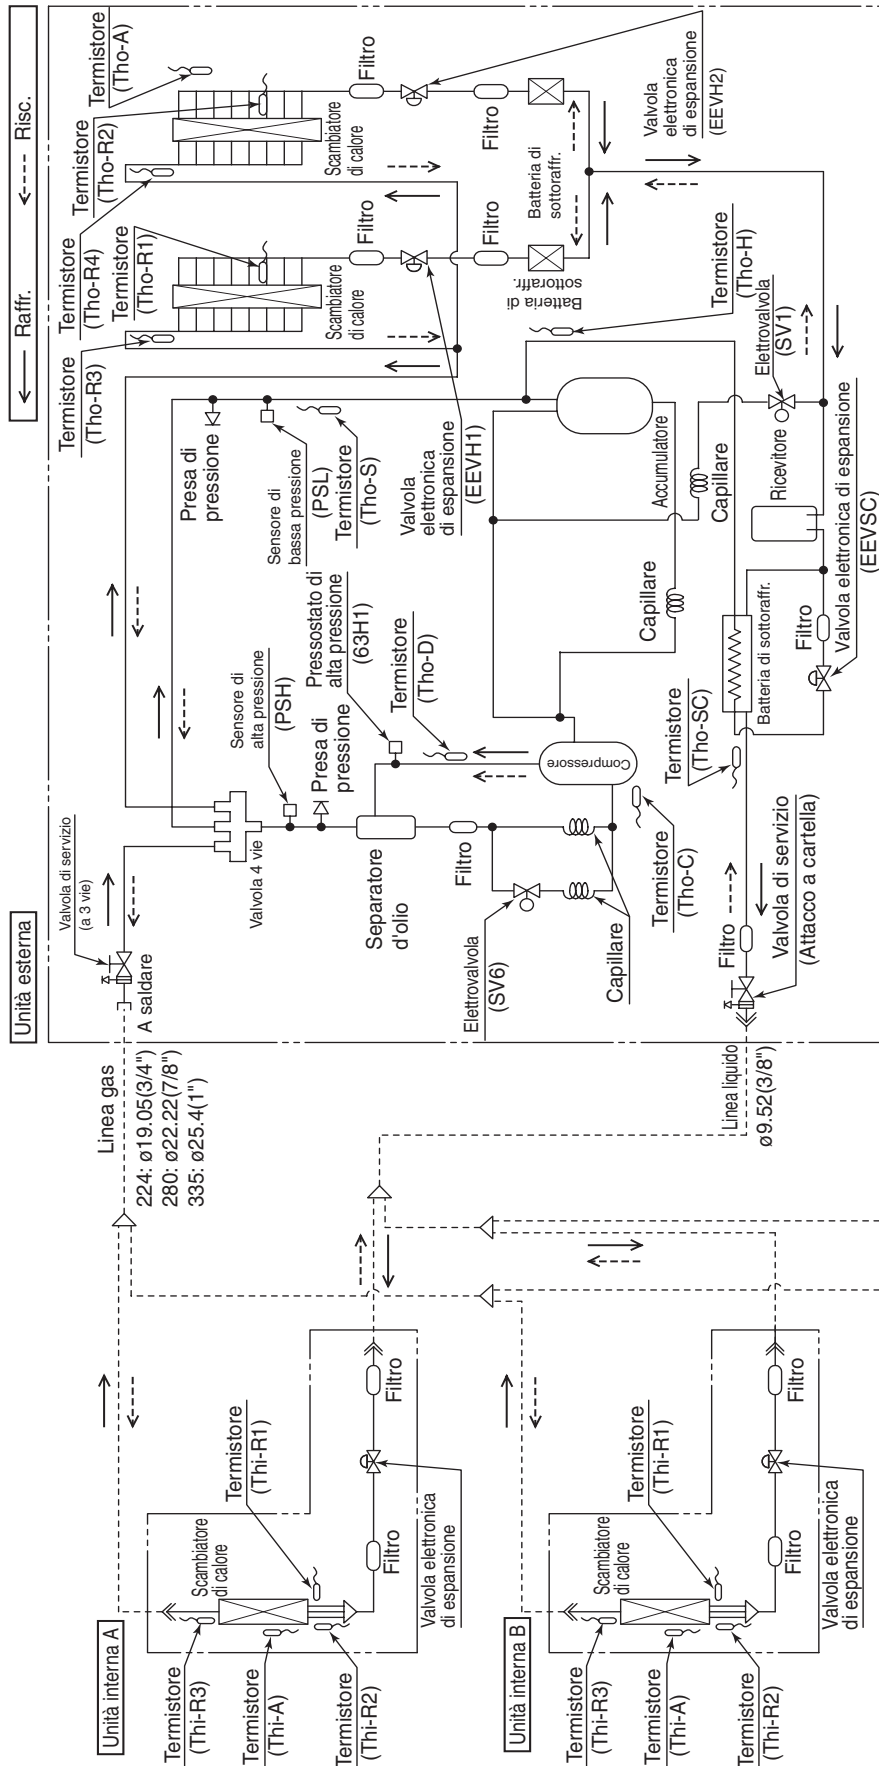 Raffr.
Risc.
Unità esterna
Valvola di servizio
(a 3 vie)
A saldare
Linea gas
224: ø19.05(3/4")
280: ø22.22(7/8")
335: ø25.4(1")
Valvola 4 vie
Sensore di
alta pressione
(PSH)
Presa di
pressione
Pressostato di
alta pressione
(63H1)
Termistore
(Tho-D)
Separatore
d'olio
Filtro
Elettrovalvola
(SV6)
Capillare
Compressore
Termistore
(Tho-C)
Presa di
pressione
Sensore di
bassa pressione
(PSL)
Termistore
(Tho-S)
Valvola
elettronica
di espansione
(EEVH1)
Termistore
(Tho-R3)
Termistore
(Tho-R4)
Termistore
(Tho-R1)
Termistore
(Tho-R2)
Termistore
(Tho-A)
Scambiatore
di calore
Scambiatore
di calore
Filtro
Filtro
Filtro
Filtro
Batteria di
sottoraffr.
Batteria di
sottoraffr.
Valvola
elettronica
di espansione
(EEVH2)
Termistore
(Tho-H)
Elettrovalvola
(SV1)
Accumulatore
Capillare
Capillare
Ricevitore
Valvola elettronica di espansione
(EEVSC)
Filtro
Batteria di sottoraffr.
Termistore
(Tho-SC)
Valvola di servizio
(Attacco a cartella)
Filtro
Linea liquido
ø9.52(3/8")
Unità interna A
Termistore
(Thi-R3)
Termistore
(Thi-A)
Termistore
(Thi-R2)
Scambiatore
di calore
Termistore
(Thi-R1)
Filtro
Filtro
Valvola elettronica
di espansione
Unità interna B
Termistore
(Thi-R3)
Termistore
(Thi-A)
Termistore
(Thi-R2)
Scambiatore
di calore
Termistore
(Thi-R1)
Filtro
Filtro
Valvola elettronica
di espansione